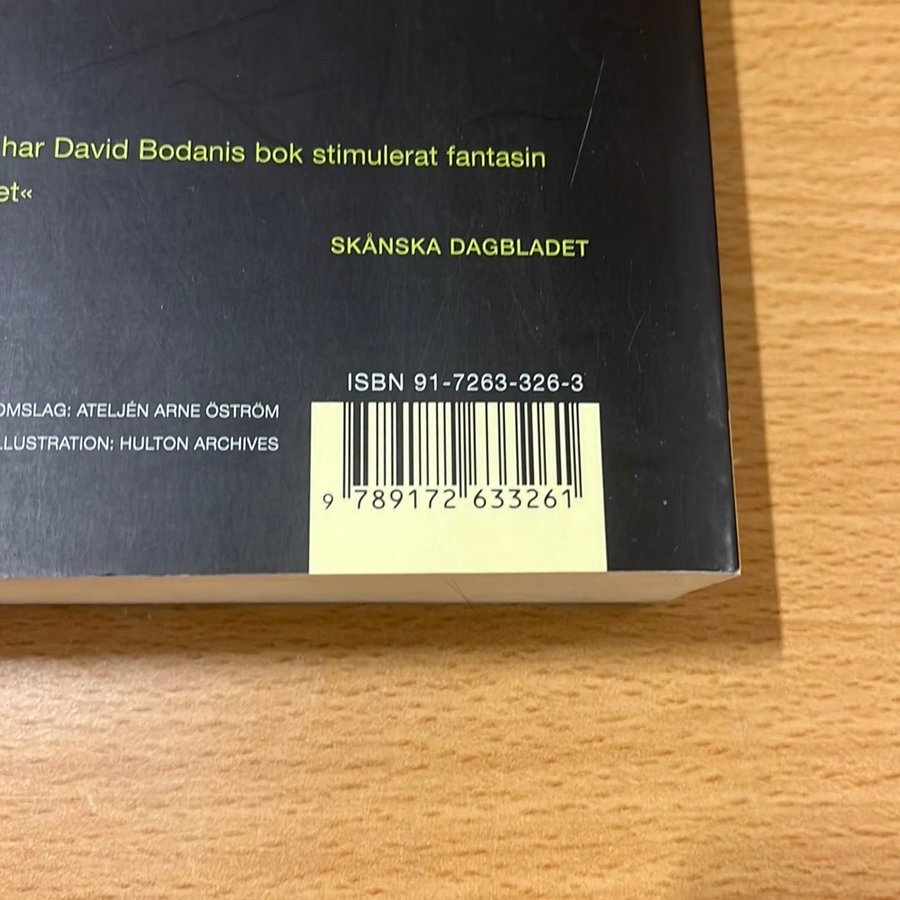 har David Bodanis bok stimulerat fantasin
et«
SKÅNSKA DAGBLADET
ISBN 91-7263-326-3
OMSLAG: ATELJÉN ARNE ÖSTRÖM
LLUSTRATION: HULTON ARCHIVES
9 789172 633261